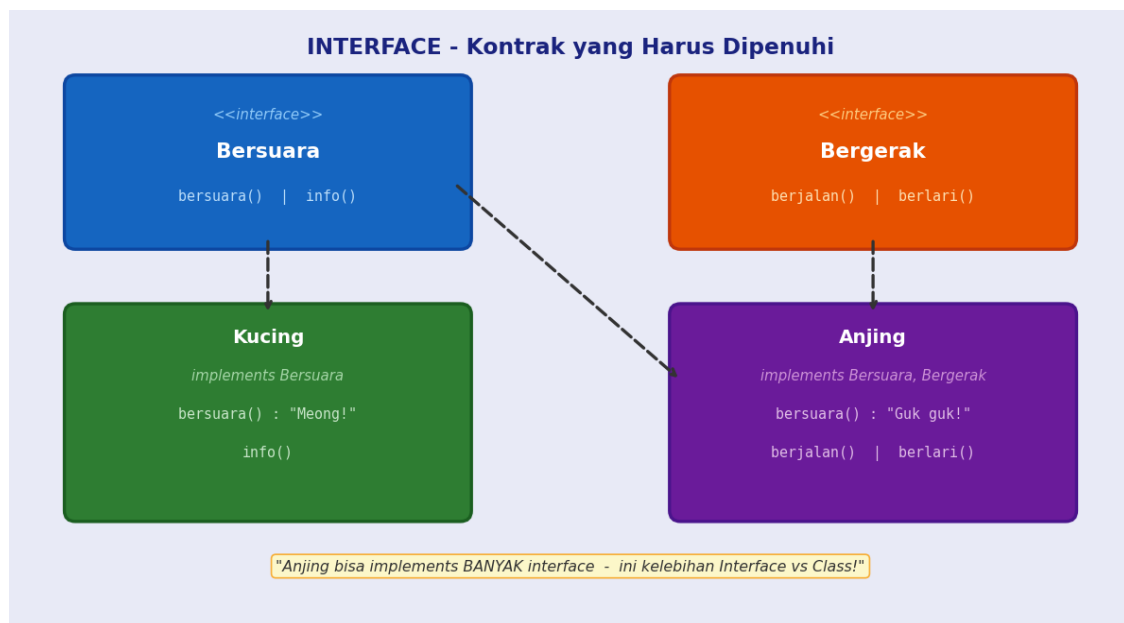 INTERFACE - Kontrak yang Harus Dipenuhi
<<interface>>
Bersuara
bersuara()  |  info()
<<interface>>
Bergerak
berjalan()  |  berlari()
Kucing
implements Bersuara
bersuara() : "Meong!"
info()
Anjing
implements Bersuara, Bergerak
bersuara() : "Guk guk!"
berjalan()  |  berlari()
"Anjing bisa implements BANYAK interface  -  ini kelebihan Interface vs Class!"